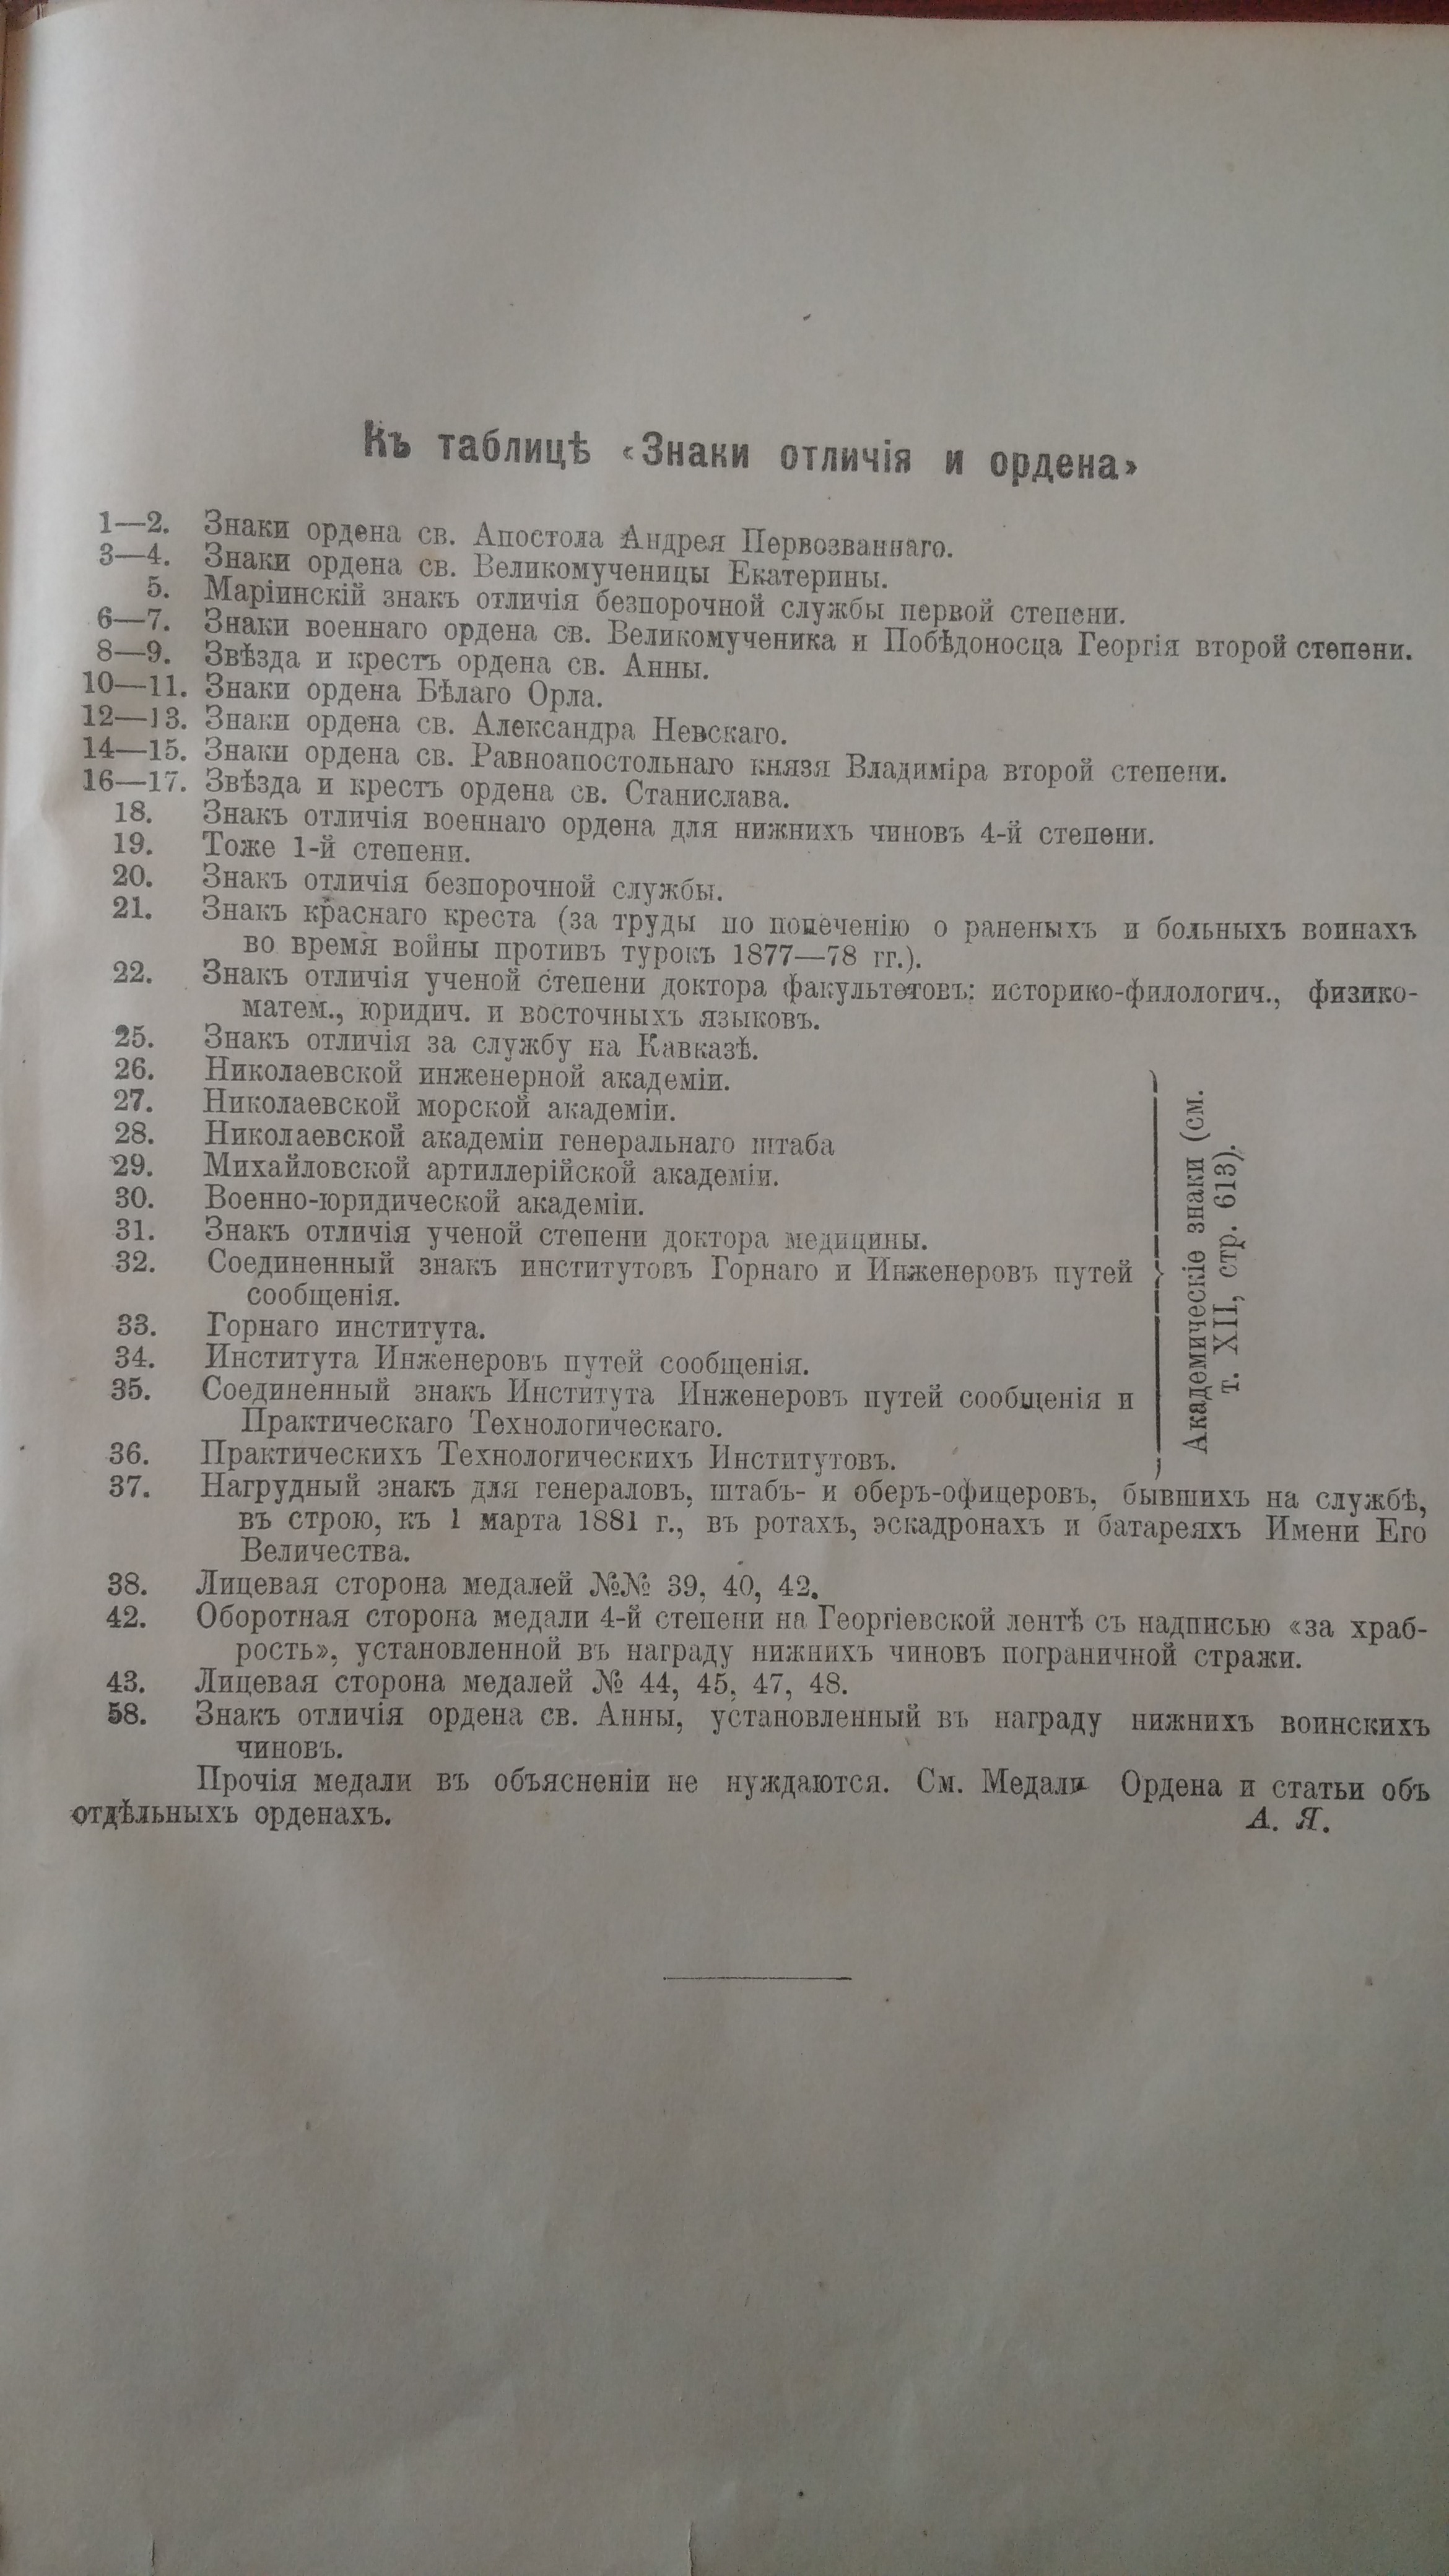 Къ таблицѣ «Знаки отличія и ордена»
1—2. Знаки ордена св. Апостола Андрея Первозваннаго.
3—4. Знаки ордена св. Великомученицы Екатерины.
5. Маріинскій знакъ отличія безпорочной службы первой степени.
6—7. Знаки военнаго ордена св. Великомученика и Побѣдоносца Георгія второй степени.
8—9. Звѣзда и крестъ ордена св. Анны.
10—11. Знаки ордена Бѣлаго Орла.
12—13. Знаки ордена св. Александра Невскаго.
14—15. Знаки ордена св. Равноапостольнаго князя Владиміра второй степени.
16—17. Звѣзда и крестъ ордена св. Станислава.
18. Знакъ отличія военнаго ордена для нижнихъ чиновъ 4-й степени.
19. Тоже 1-й степени.
20. Знакъ отличія безпорочной службы.
21. Знакъ краснаго креста (за труды по попеченію о раненыхъ и больныхъ воинахъ
во время войны противъ турокъ 1877—78 гг.).
22. Знакъ отличія ученой степени доктора факультетовъ: историко-филологич., физико-
матем., юридич. и восточныхъ языковъ.
25. Знакъ отличія за службу на Кавказѣ.
26. Николаевской инженерной академіи.
27. Николаевской морской академіи.
28. Николаевской академіи генеральнаго штаба
29. Михайловской артиллерійской академіи.
30. Военно-юридической академіи.
31. Знакъ отличія ученой степени доктора медицины.
32. Соединенный знакъ институтовъ Горнаго и Инженеровъ путей
сообщенія.
33. Горнаго института.
34. Института Инженеровъ путей сообщенія.
35. Соединенный знакъ Института Инженеровъ путей сообщенія и
Практическаго Технологическаго.
36. Практическихъ Технологическихъ Институтовъ.
Академическіе знаки (см.
т. XII, стр. 613).
37. Нагрудный знакъ для генераловъ, штабъ- и оберъ-офицеровъ, бывшихъ на службѣ,
въ строю, къ 1 марта 1881 г., въ ротахъ, эскадронахъ и батареяхъ Имени Его
Величества.
38. Лицевая сторона медалей №№ 39, 40, 42.
42. Оборотная сторона медали 4-й степени на Георгіевской лентѣ съ надписью «за храб-
рость», установленной въ награду нижнихъ чиновъ пограничной стражи.
43. Лицевая сторона медалей № 44, 45, 47, 48.
58. Знакъ отличія ордена св. Анны, установленный въ награду нижнихъ воинскихъ
чиновъ.
Прочія медали въ объясненіи не нуждаются. См. Медали Ордена и статьи объ
отдѣльныхъ орденахъ. А. Я.